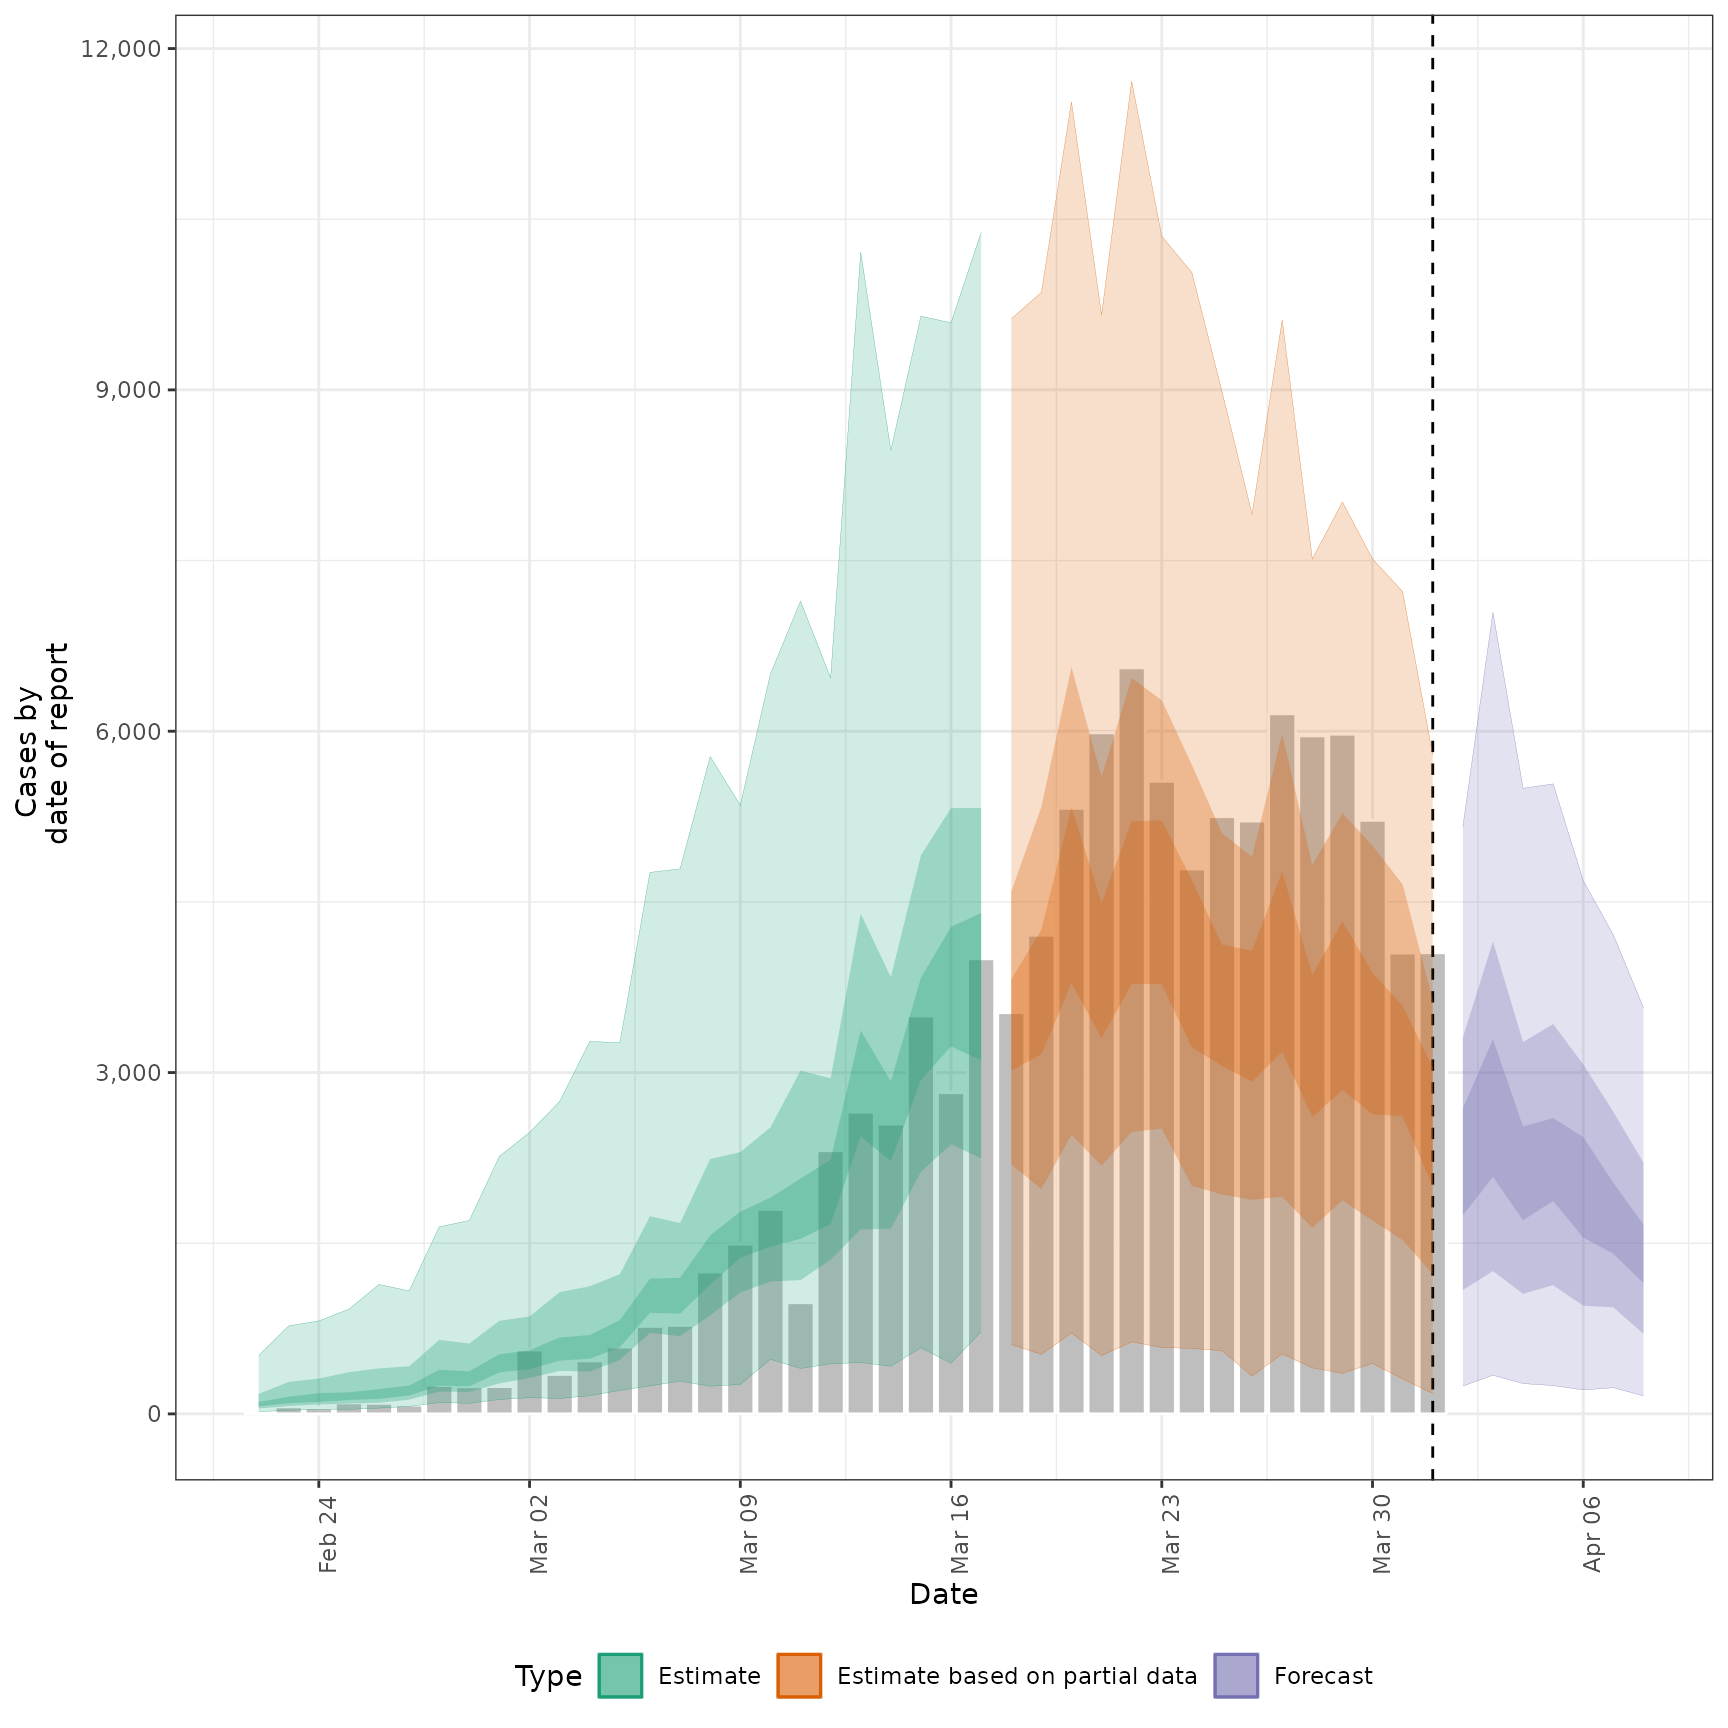 12,000
9,000
6,000
3,000
0
Cases by
date of report
Feb 24
Mar 02
Mar 09
Mar 16
Mar 23
Mar 30
Apr 06
Date
Type Estimate Estimate based on partial data Forecast